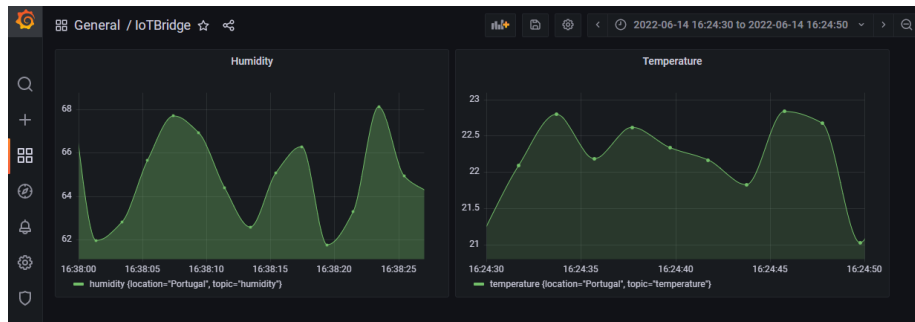 General / IoTBridge
2022-06-14 16:24:30 to 2022-06-14 16:24:50
Humidity
68
66
64
62
16:38:00 16:38:05 16:38:10 16:38:15 16:38:20 16:38:25
humidity {location="Portugal", topic="humidity"}
Temperature
23
22.5
22
21.5
21
16:24:30 16:24:35 16:24:40 16:24:45 16:24:50
temperature {location="Portugal", topic="temperature"}